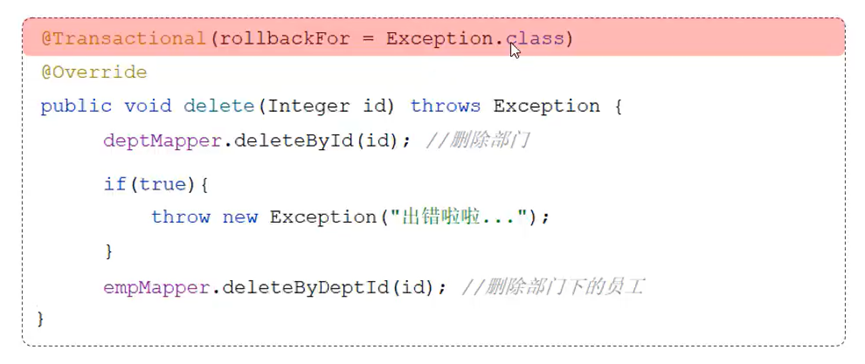 @Transactional(rollbackFor = Exception.class)
@Override
public void delete(Integer id) throws Exception {
deptMapper.deleteById(id); //删除部门
if(true){
throw new Exception("出错啦啦...");
}
empMapper.deleteByDeptId(id); //删除部门下的员工
}